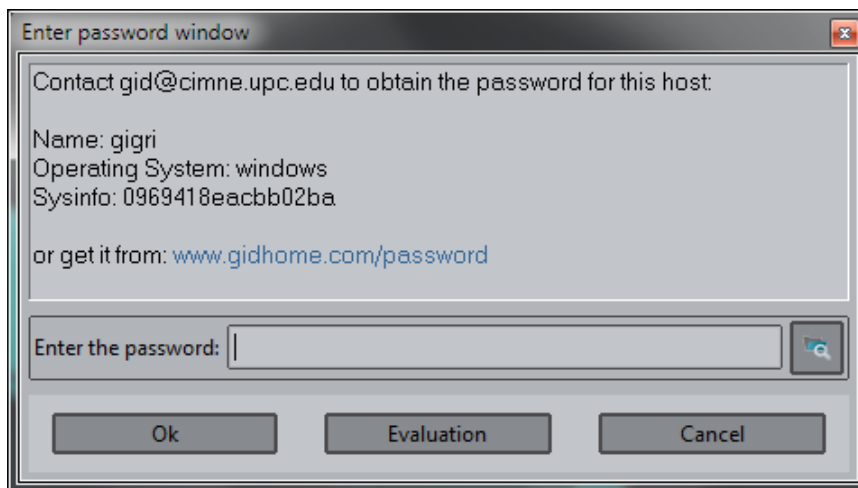 Enter password window
Contact gid@cimne.upc.edu to obtain the password for this host:
Name: gigri
Operating System: windows
Sysinfo: 0969418eacbb02ba
or get it from: www.gidhome.com/password
Enter the password:
Ok
Evaluation
Cancel